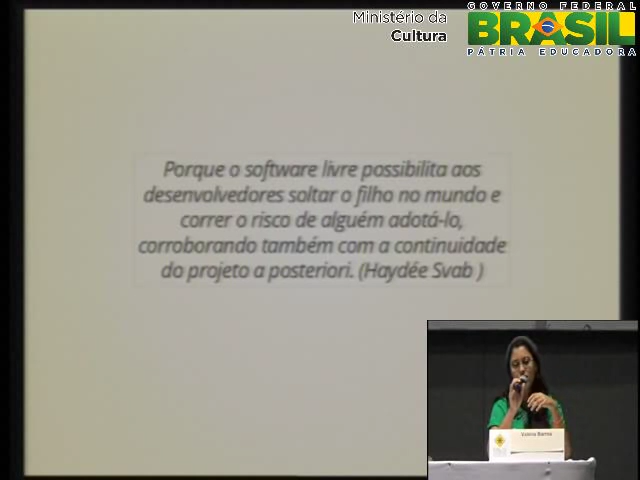 Ministério da
Cultura
GOVERNO FEDERAL
BRASIL
PÁTRIA EDUCADORA
Porque o software livre possibilita aos
desenvolvedores soltar o filho no mundo e
correr o risco de alguém adotá-lo,
corroborando também com a continuidade
do projeto a posteriori. (Haydée Svab )